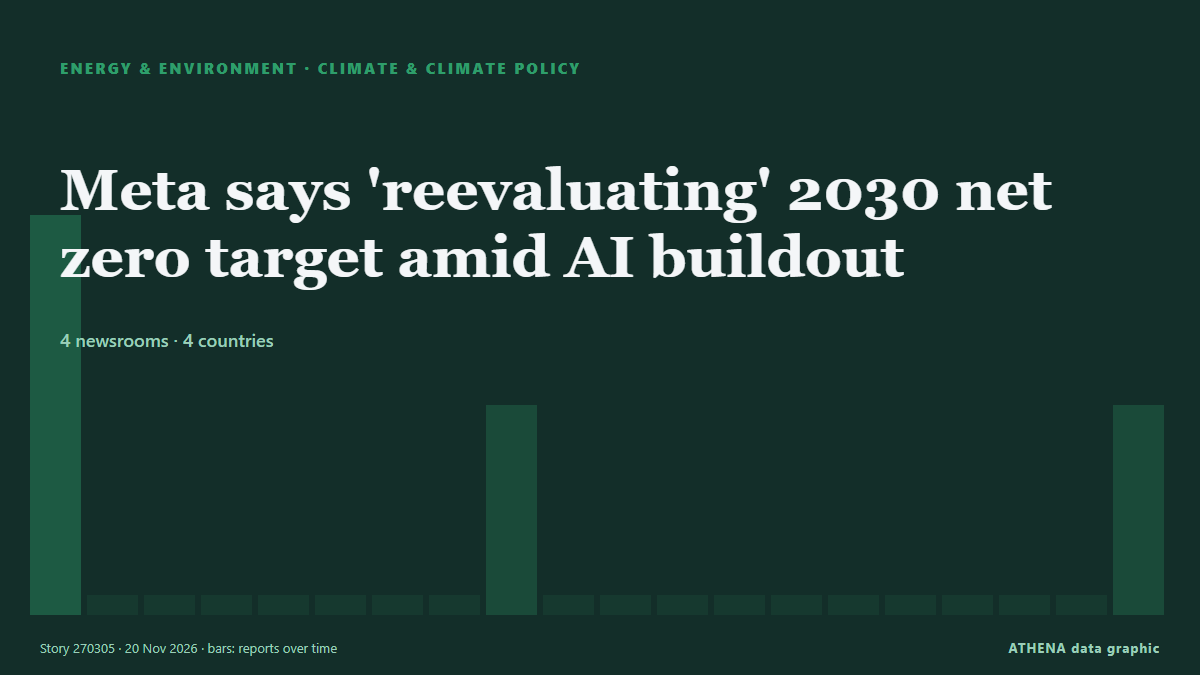 ENERGY & ENVIRONMENT · CLIMATE & CLIMATE POLICY
Meta says 'reevaluating' 2030 net
zero target amid AI buildout
4 newsrooms · 4 countries
Story 270305 · 20 Nov 2026 · bars: reports over time
ATHENA data graphic